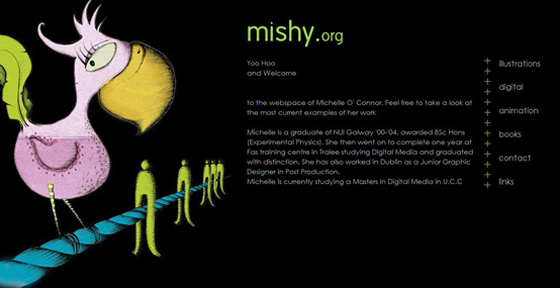 mishy.org
Yoo Hoo
and Welcome
to the webspace of Michelle O' Connor. Feel free to take a look at
the most current examples of her work
Michelle is a graduate of NUI Galway '00-'04, awarded BSc Hons
(Experimental Physics). She then went on to complete one year at
Fas training centre in Tralee studying Digital Media and graduated
with distinction. She has also worked in Dublin as a Junior Graphic
Designer in Post Production.
Michelle is currently studying a Masters in Digital Media in U.C.C
illustrations
digital
animation
books
contact
links